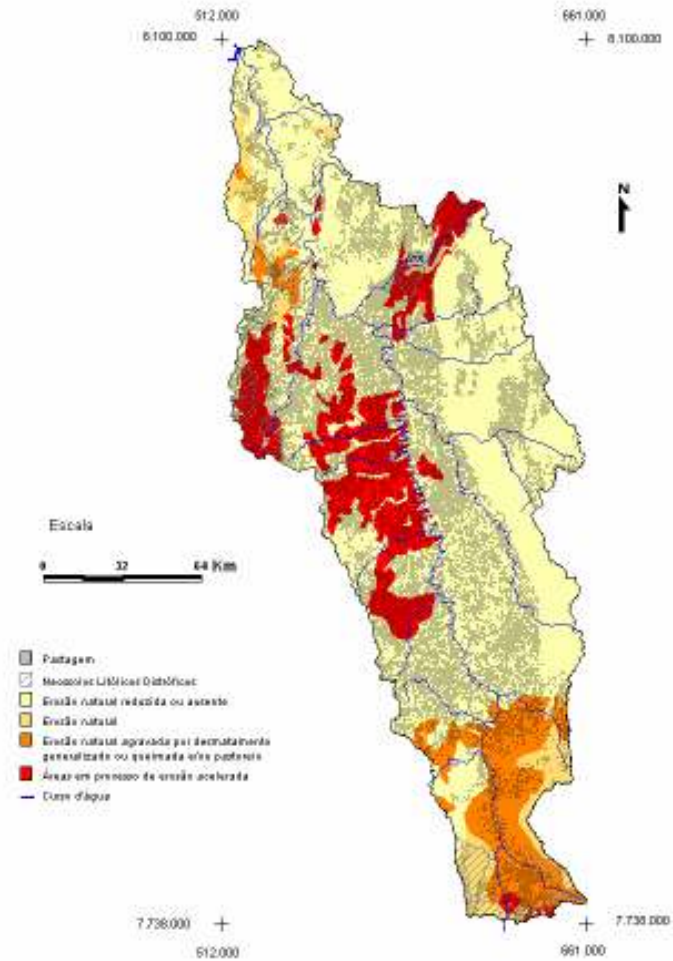 512.000
661.000
8.100.000
8.100.000
N
Escala
0 32 64 Km
Pastagem
Neossolos Litólicos Distróficos
Erosão natural reduzida ou ausente
Erosão natural
Erosão natural agravada por desmatamento
generalizado ou queimada e/ou pastoreio
Áreas em processo de erosão acelerada
Curso d'água
7.738.000
7.738.000
512.000
661.000